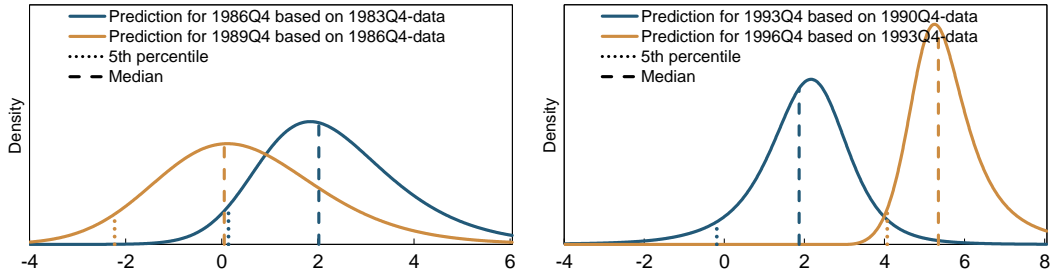 Prediction for 1986Q4 based on 1983Q4-data
Prediction for 1989Q4 based on 1986Q4-data
5th percentile
Median
Density
-4 -2 0 2 4 6
Prediction for 1993Q4 based on 1990Q4-data
Prediction for 1996Q4 based on 1993Q4-data
5th percentile
Median
Density
-4 -2 0 2 4 6 8